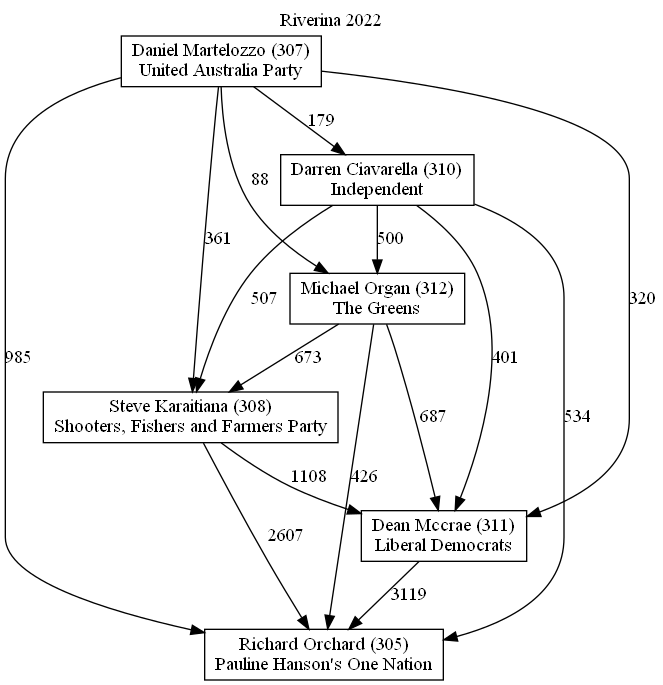 Riverina 2022
Daniel Martelozzo (307)
United Australia Party
179
Darren Ciavarella (310)
Independent
88
361
500
507
320
Michael Organ (312)
The Greens
985
673
401
687
534
Steve Karaitiana (308)
Shooters, Fishers and Farmers Party
1108
426
2607
Dean Mccrae (311)
Liberal Democrats
3119
Richard Orchard (305)
Pauline Hanson's One Nation